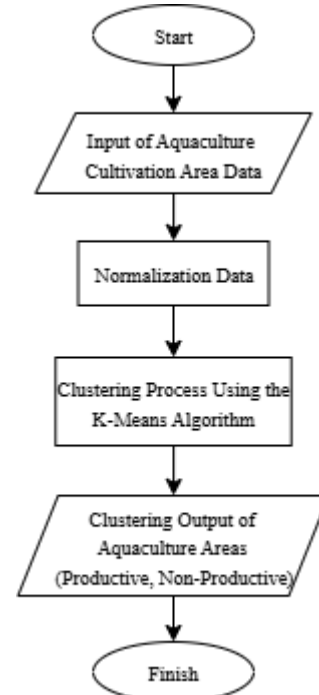 Start
Input of Aquaculture
Cultivation Area Data
Normalization Data
Clustering Process Using the
K-Means Algorithm
Clustering Output of
Aquaculture Areas
(Productive, Non-Productive)
Finish